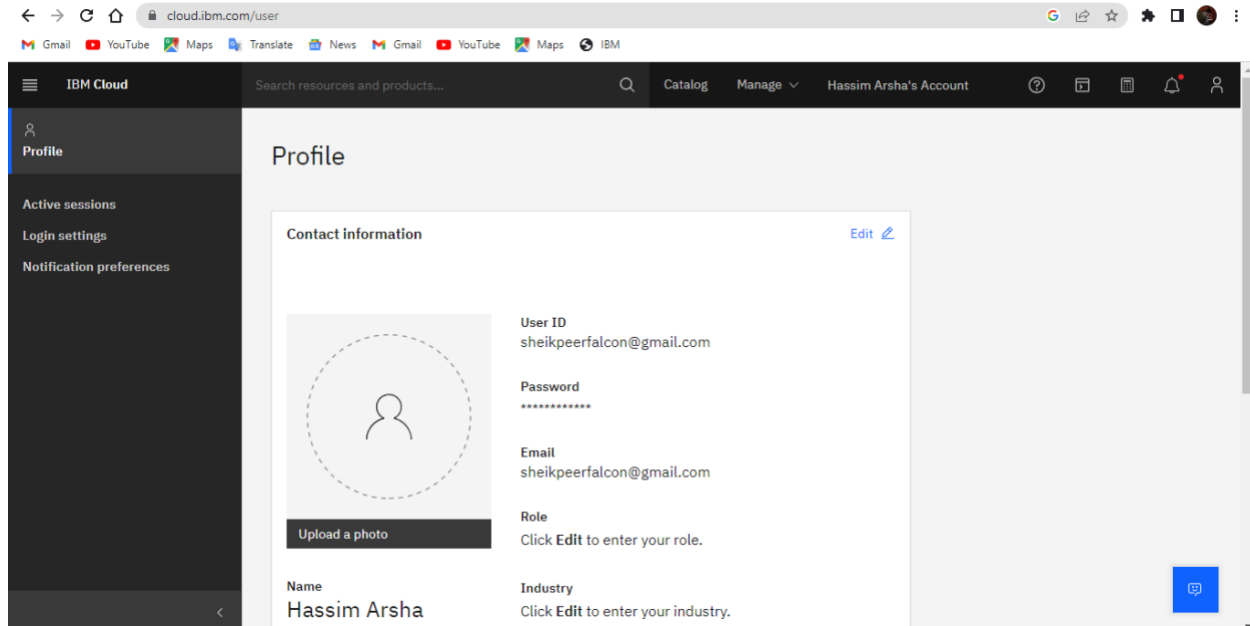 cloud.ibm.com/user
Gmail YouTube Maps Translate News Gmail YouTube Maps IBM
IBM Cloud Search resources and products... Catalog Manage Hassim Arsha's Account
Profile
Active sessions
Login settings
Notification preferences
Profile
Contact information Edit
User ID
sheikpeerfalcon@gmail.com
Password
************
Email
sheikpeerfalcon@gmail.com
Role
Click Edit to enter your role.
Upload a photo
Name
Hassim Arsha
Industry
Click Edit to enter your industry.